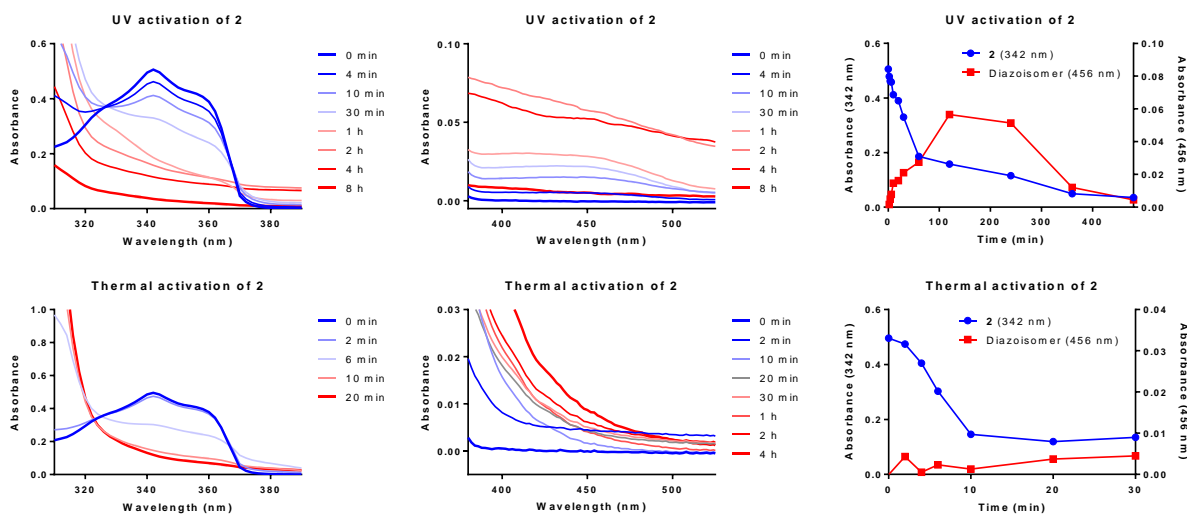 UV activation of 2
Absorbance
0.6
0.4
0.2
0.0
320
340
360
380
Wavelength (nm)
0 min
4 min
10 min
30 min
1 h
2 h
4 h
8 h
UV activation of 2
Absorbance
0.10
0.05
0.00
400
450
500
Wavelength (nm)
0 min
4 min
10 min
30 min
1 h
2 h
4 h
8 h
UV activation of 2
Absorbance (342 nm)
0.6
0.4
0.2
0.0
2 (342 nm)
Diazoisomer (456 nm)
0.10
0.08
0.06
0.04
0.02
0.00
Absorbance (456 nm)
0
100
200
300
400
Time (min)
Thermal activation of 2
Absorbance
1.0
0.8
0.6
0.4
0.2
0.0
320
340
360
380
Wavelength (nm)
0 min
2 min
6 min
10 min
20 min
Thermal activation of 2
Absorbance
0.03
0.02
0.01
0.00
400
450
500
Wavelength (nm)
0 min
2 min
10 min
20 min
30 min
1 h
2 h
4 h
Thermal activation of 2
Absorbance (342 nm)
0.6
0.4
0.2
0.0
2 (342 nm)
Diazoisomer (456 nm)
0.04
0.03
0.02
0.01
0.00
Absorbance (456 nm)
0
10
20
30
Time (min)